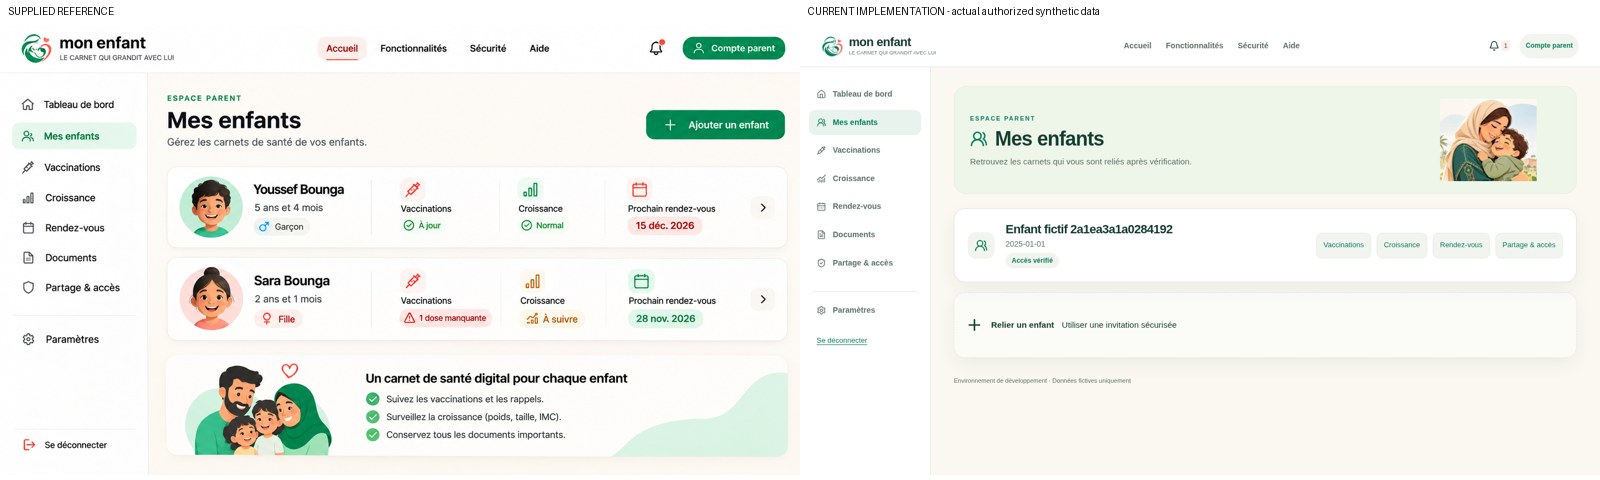 SUPPLIED REFERENCE
mon enfant
LE CARNET QUI GRANDIT AVEC LUI
Accueil
Fonctionnalités
Sécurité
Aide
Compte parent
Tableau de bord
Mes enfants
Vaccinations
Croissance
Rendez-vous
Documents
Partage & accès
Paramètres
Se déconnecter
ESPACE PARENT
Mes enfants
Gérez les carnets de santé de vos enfants.
Ajouter un enfant
Youssef Bounga
5 ans et 4 mois
Garçon
Vaccinations
À jour
Croissance
Normal
Prochain rendez-vous
15 déc. 2026
Sara Bounga
2 ans et 1 mois
Fille
Vaccinations
1 dose manquante
Croissance
À suivre
Prochain rendez-vous
28 nov. 2026
Un carnet de santé digital pour chaque enfant
Suivez les vaccinations et les rappels.
Surveillez la croissance (poids, taille, IMC).
Conservez tous les documents importants.
CURRENT IMPLEMENTATION - actual authorized synthetic data
mon enfant
LE CARNET QUI GRANDIT AVEC LUI
Accueil
Fonctionnalités
Sécurité
Aide
1
Compte parent
Tableau de bord
Mes enfants
Vaccinations
Croissance
Rendez-vous
Documents
Partage & accès
Paramètres
Se déconnecter
ESPACE PARENT
Mes enfants
Retrouvez les carnets qui vous sont reliés après vérification.
Enfant fictif 2a1ea3a1a0284192
2025-01-01
Accès vérifié
Vaccinations
Croissance
Rendez-vous
Partage & accès
Relier un enfant Utiliser une invitation sécurisée
Environnement de développement · Données fictives uniquement